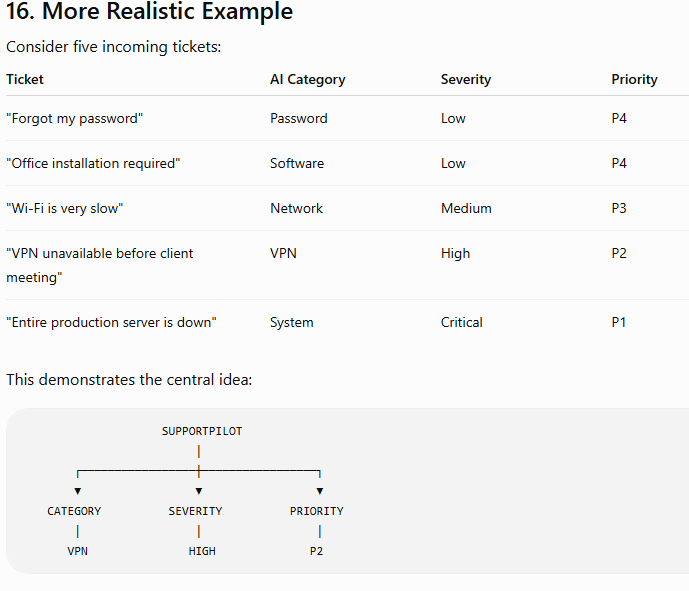 16. More Realistic Example
Consider five incoming tickets:
Ticket AI Category Severity Priority
"Forgot my password" Password Low P4
"Office installation required" Software Low P4
"Wi-Fi is very slow" Network Medium P3
"VPN unavailable before client VPN High P2
meeting"
"Entire production server is down" System Critical P1
This demonstrates the central idea:
SUPPORTPILOT
CATEGORY SEVERITY PRIORITY
VPN HIGH P2